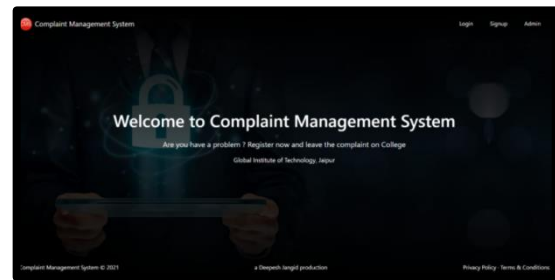 Complaint Management System
Login Signup Admin
Welcome to Complaint Management System
Are you have a problem ? Register now and leave the complaint on College
Global Institute of Technology, Jaipur
Complaint Management System © 2021
a Deepesh Jangid production
Privacy Policy · Terms & Conditions